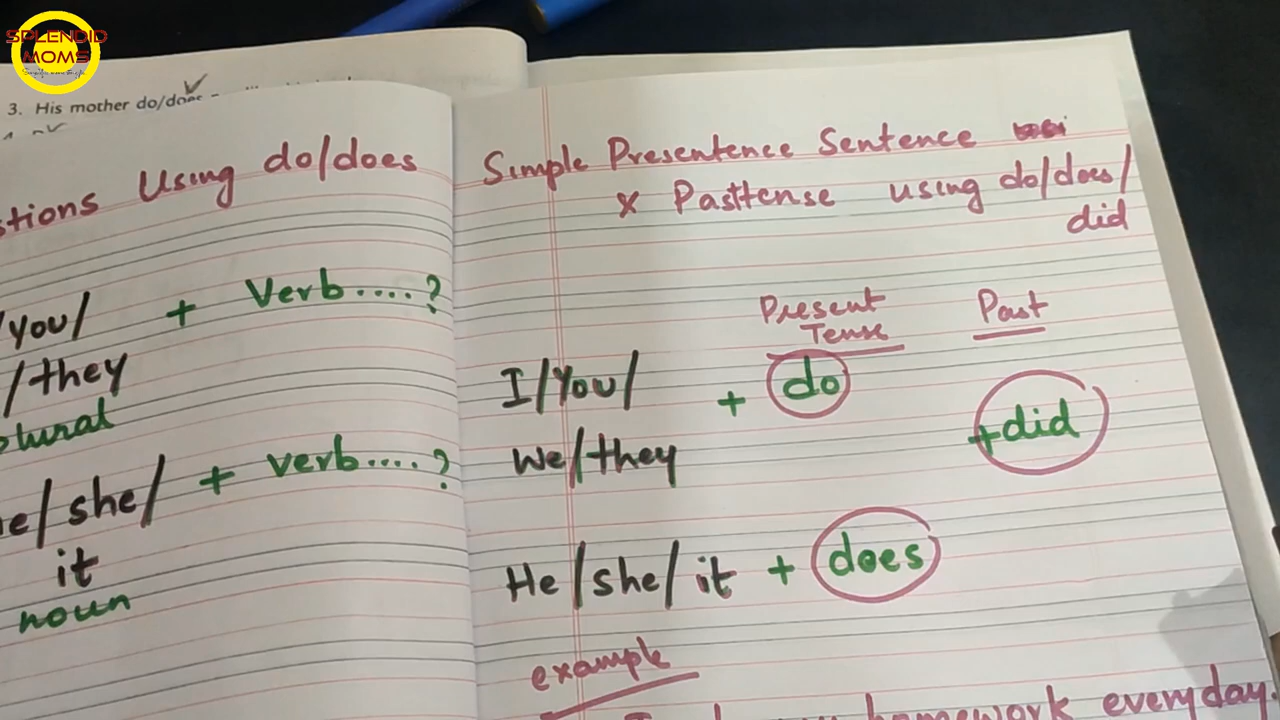 SPLENDID
MOMS
3. His mother do/does
stions Using do/does
/you/ + Verb....?
/they
plural
he/ she/ + verb....?
it
noun
Simple Presentence Sentence
x Pasttense using do/does/
did
Present
Tense
Past
I/You/ + do
+did
We/they
He/she/it + does
example
homework everyday.